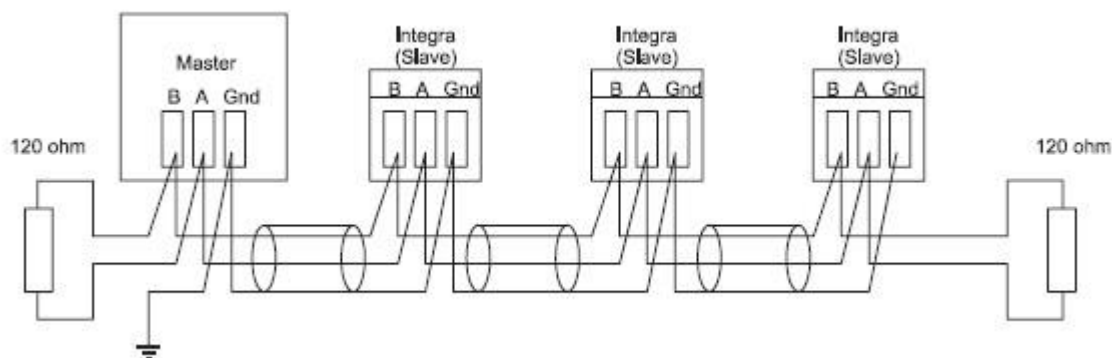 Master
B A Gnd
Integra
(Slave)
B A Gnd
Integra
(Slave)
B A Gnd
Integra
(Slave)
B A Gnd
120 ohm
120 ohm